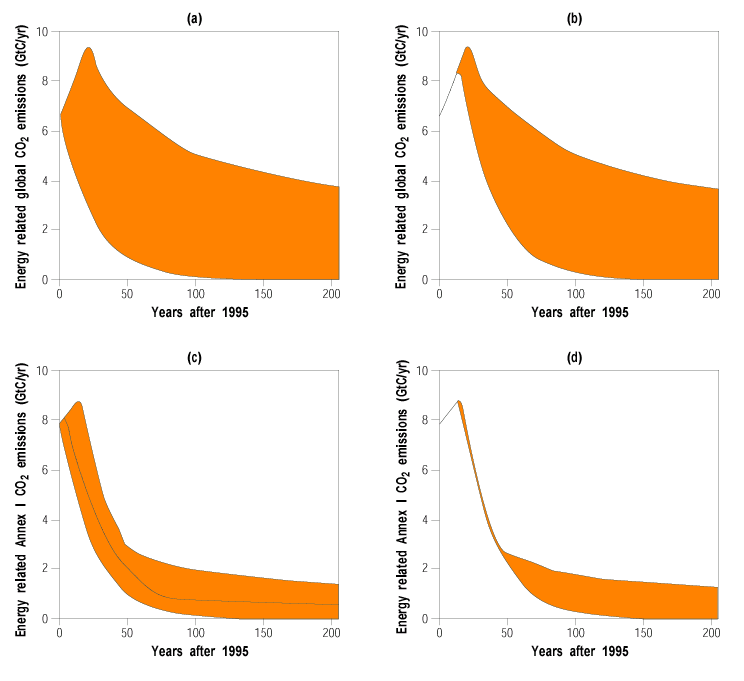 (a)
Energy related global CO2 emissions (GtC/yr)
10
8
6
4
2
0
0 50 100 150 200
Years after 1995
(b)
Energy related global CO2 emissions (GtC/yr)
10
8
6
4
2
0
0 50 100 150 200
Years after 1995
(c)
Energy related Annex I CO2 emissions (GtC/yr)
10
8
6
4
2
0
0 50 100 150 200
Years after 1995
(d)
Energy related Annex I CO2 emissions (GtC/yr)
10
8
6
4
2
0
0 50 100 150 200
Years after 1995